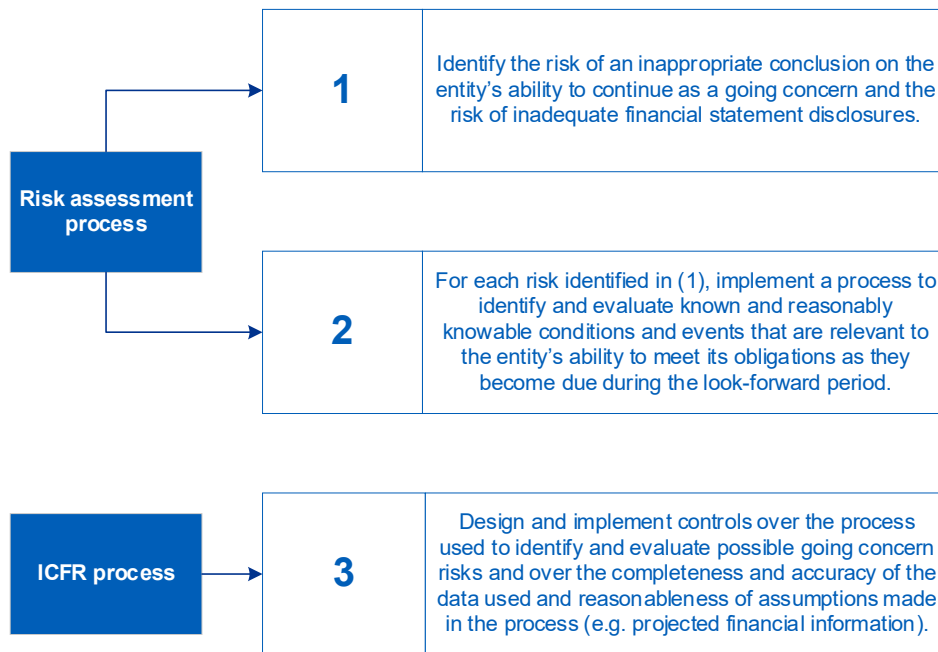 1
Identify the risk of an inappropriate conclusion on the
entity's ability to continue as a going concern and the
risk of inadequate financial statement disclosures.
Risk assessment
process
2
For each risk identified in (1), implement a process to
identify and evaluate known and reasonably
knowable conditions and events that are relevant to
the entity's ability to meet its obligations as they
become due during the look-forward period.
ICFR process
3
Design and implement controls over the process
used to identify and evaluate possible going concern
risks and over the completeness and accuracy of the
data used and reasonableness of assumptions made
in the process (e.g. projected financial information).